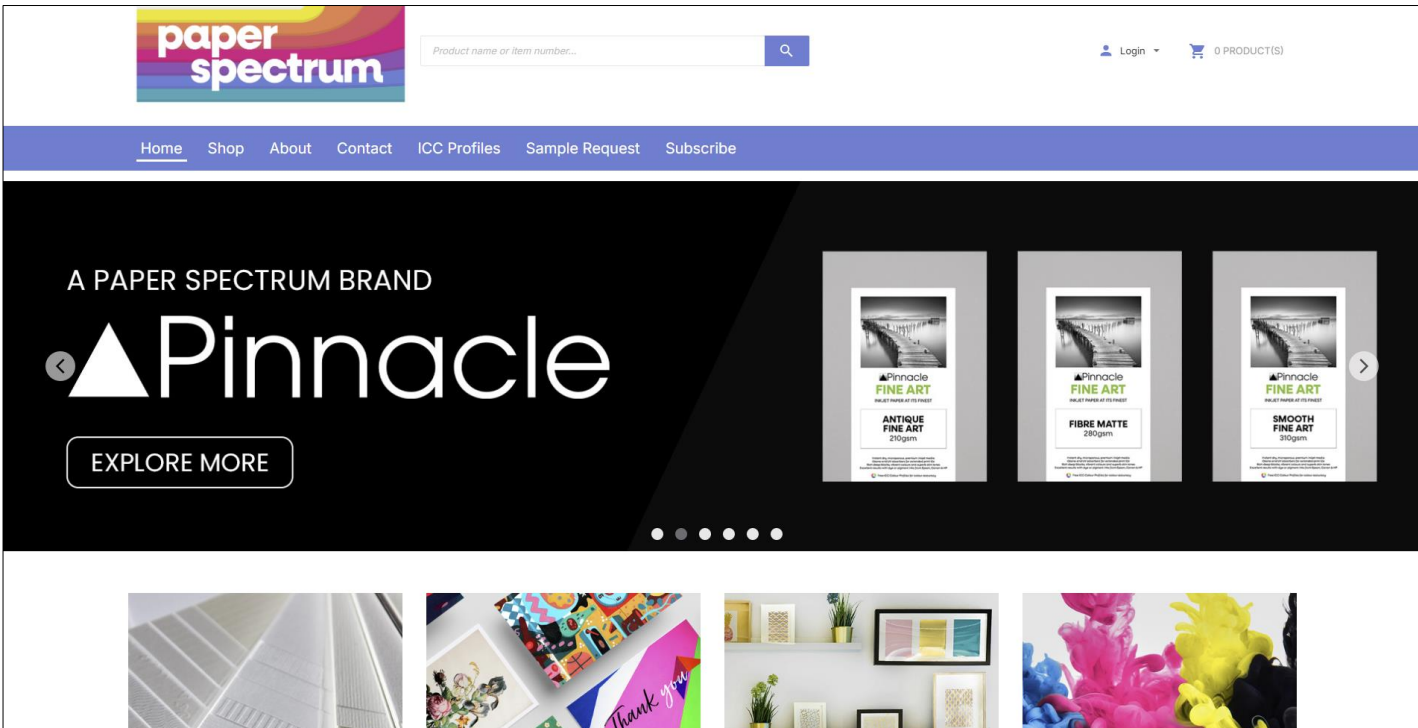 paper
spectrum
Product name or item number...
Login
0 PRODUCT(S)
Home Shop About Contact ICC Profiles Sample Request Subscribe
A PAPER SPECTRUM BRAND
Pinnacle
EXPLORE MORE
Pinnacle
FINE ART
INKJET PAPER AT ITS FINEST
ANTIQUE
FINE ART
210gsm
Pinnacle
FINE ART
INKJET PAPER AT ITS FINEST
FIBRE MATTE
280gsm
Pinnacle
FINE ART
INKJET PAPER AT ITS FINEST
SMOOTH
FINE ART
310gsm
Thank you